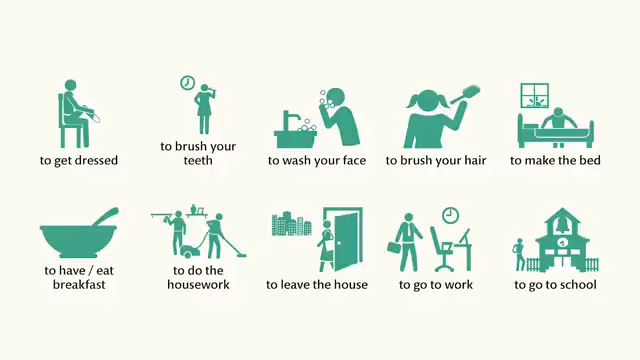 to get dressed
to brush your
teeth
to wash your face
to brush your hair
to make the bed
to have / eat
breakfast
to do the
housework
to leave the house
to go to work
to go to school